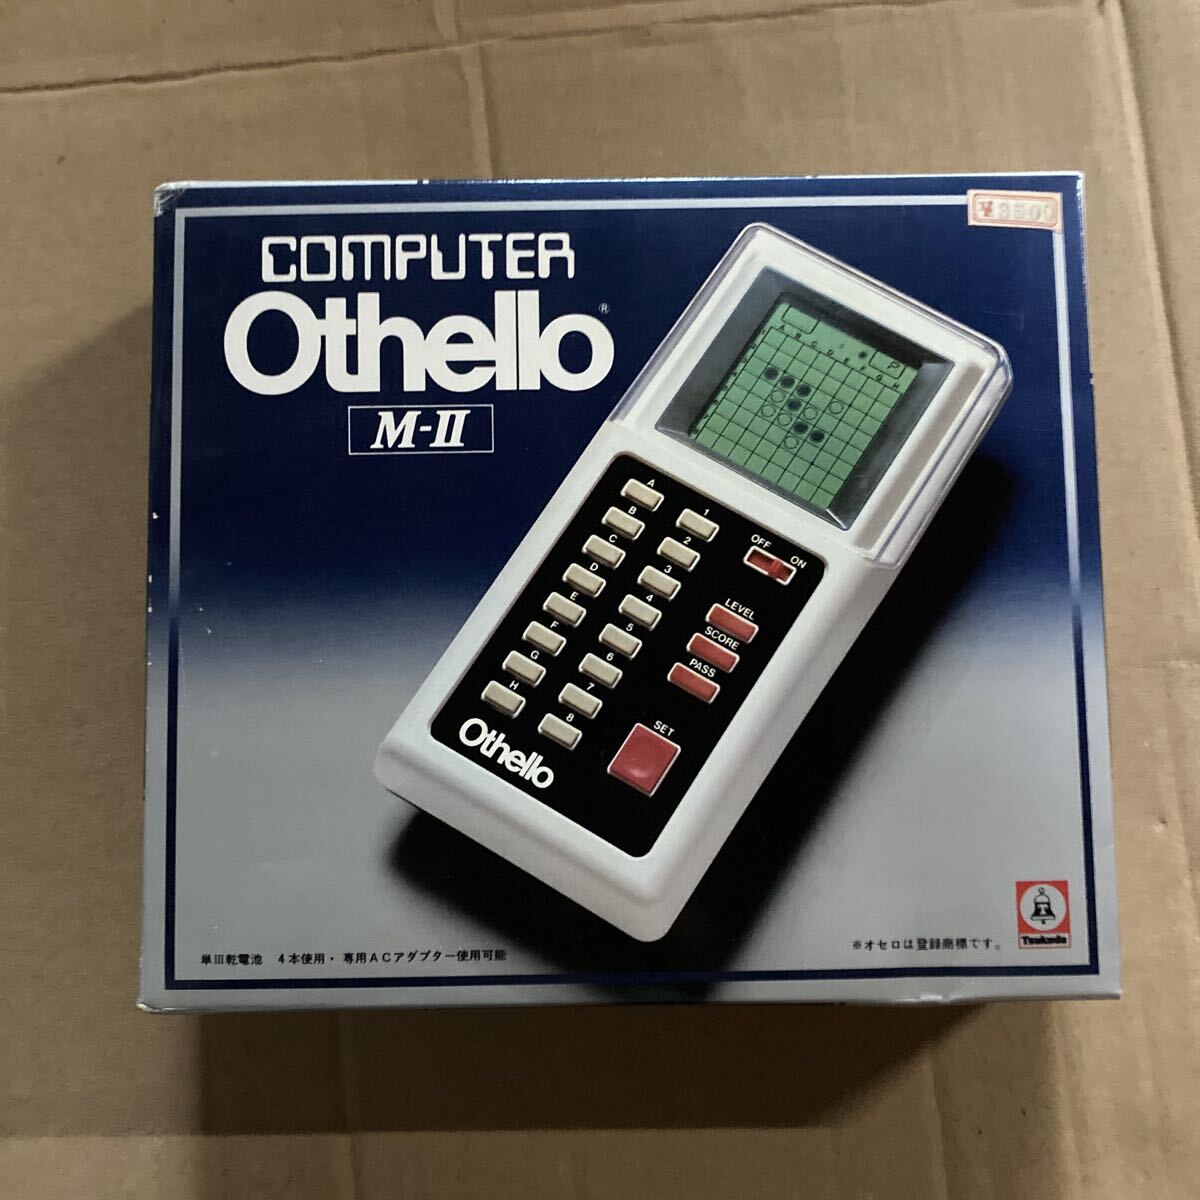 COMPUTER
Othello®
M-II
A B C D E F G H
P
A
B
C
D
E
F
G
H
1
2
3
4
5
6
7
8
OFF ON
LEVEL
SCORE
PASS
SET
Othello
単III乾電池 4本使用・専用ACアダプター使用可能
※オセロは登録商標です。
T
Tsukuda